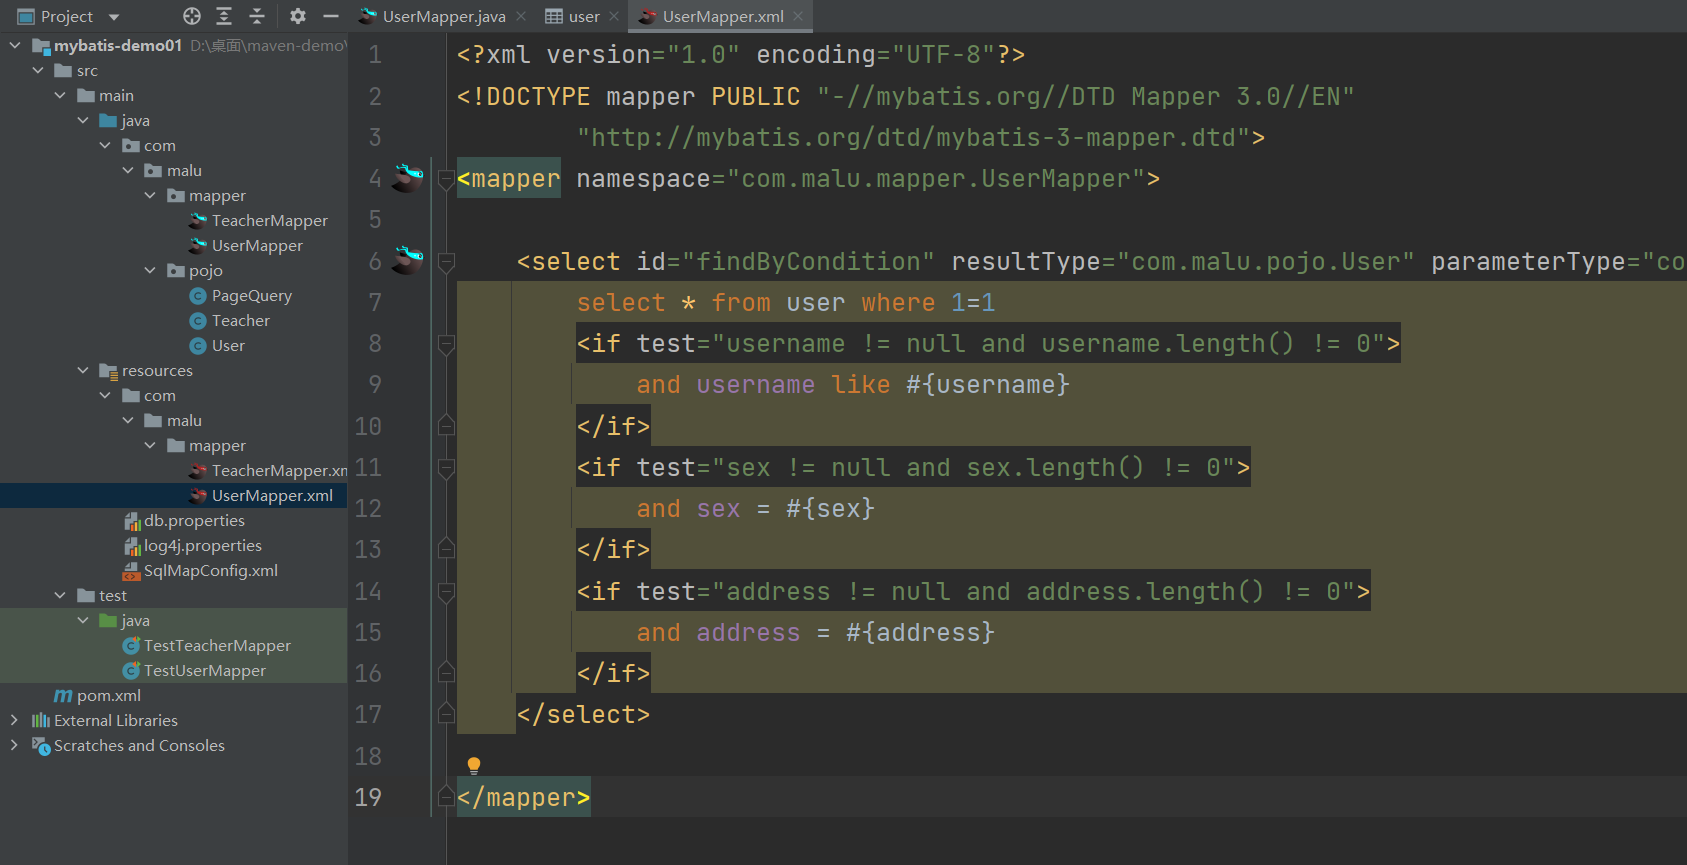 Project
UserMapper.java
user
UserMapper.xml
mybatis-demo01 D:\桌面\maven-demo\
src
main
java
com
malu
mapper
TeacherMapper
UserMapper
pojo
PageQuery
Teacher
User
resources
com
malu
mapper
TeacherMapper.xm
UserMapper.xml
db.properties
log4j.properties
SqlMapConfig.xml
test
java
TestTeacherMapper
TestUserMapper
pom.xml
External Libraries
Scratches and Consoles
1 <?xml version="1.0" encoding="UTF-8"?>
2 <!DOCTYPE mapper PUBLIC "-//mybatis.org//DTD Mapper 3.0//EN"
3 "http://mybatis.org/dtd/mybatis-3-mapper.dtd">
4 <mapper namespace="com.malu.mapper.UserMapper">
5
6 <select id="findByCondition" resultType="com.malu.pojo.User" parameterType="co
7 select * from user where 1=1
8 <if test="username != null and username.length() != 0">
9 and username like #{username}
10 </if>
11 <if test="sex != null and sex.length() != 0">
12 and sex = #{sex}
13 </if>
14 <if test="address != null and address.length() != 0">
15 and address = #{address}
16 </if>
17 </select>
18
19 </mapper>